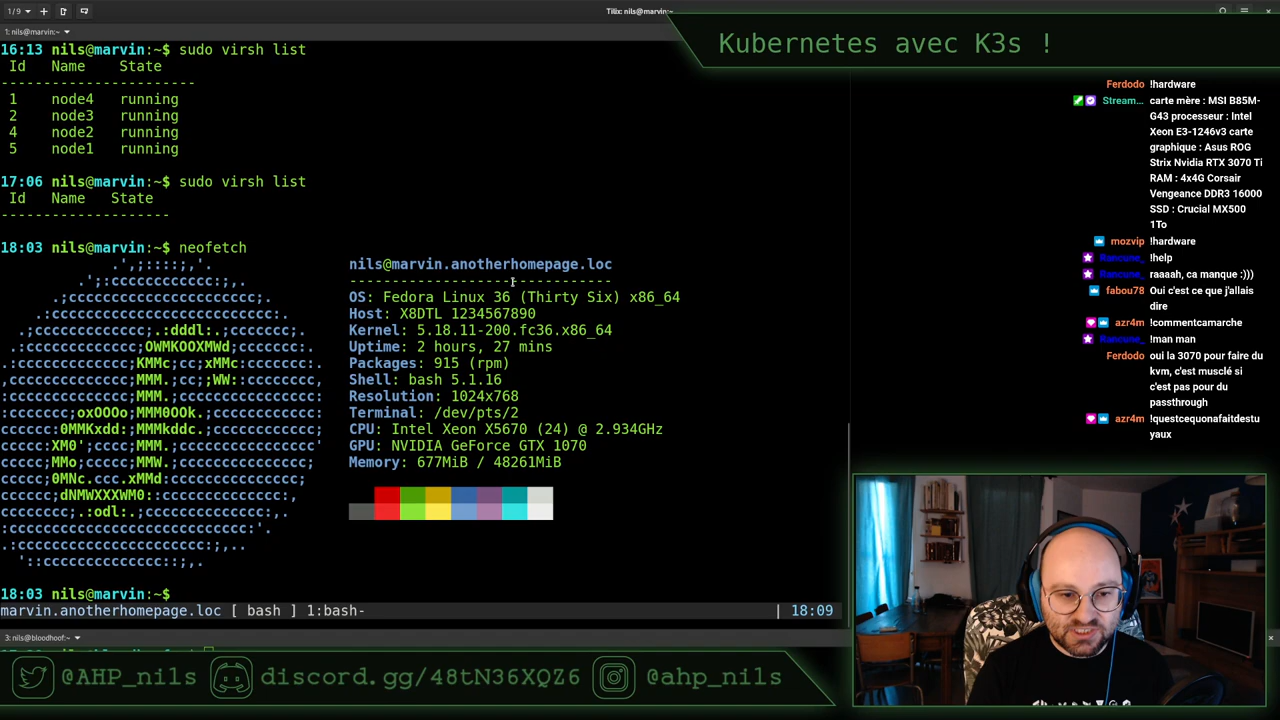 1/9
Tilix: nils@marvin:~
1: nils@marvin:~
Kubernetes avec K3s !
16:13 nils@marvin:~$ sudo virsh list
Id Name State
---------------------------
1 node4 running
2 node3 running
4 node2 running
5 node1 running
17:06 nils@marvin:~$ sudo virsh list
Id Name State
--------------------
18:03 nils@marvin:~$ neofetch
nils@marvin.anotherhomepage.loc
-------------------------------
OS: Fedora Linux 36 (Thirty Six) x86_64
Host: X8DTL 1234567890
Kernel: 5.18.11-200.fc36.x86_64
Uptime: 2 hours, 27 mins
Packages: 915 (rpm)
Shell: bash 5.1.16
Resolution: 1024x768
Terminal: /dev/pts/2
CPU: Intel Xeon X5670 (24) @ 2.934GHz
GPU: NVIDIA GeForce GTX 1070
Memory: 677MiB / 48261MiB
18:03 nils@marvin:~$
marvin.anotherhomepage.loc [ bash ] 1:bash- | 18:09
3: nils@bloodhoof:~
Ferdodo !hardware
Stream... carte mère : MSI B85M-
G43 processeur : Intel
Xeon E3-1246v3 carte
graphique : Asus ROG
Strix Nvidia RTX 3070 Ti
RAM : 4x4G Corsair
Vengeance DDR3 16000
SSD : Crucial MX500
1To
mozvip !hardware
Rancune_ !help
Rancune_ raaaah, ca manque :)))
fabou78 Oui c'est ce que j'allais
dire
azr4m !commentcamarche
Rancune_ !man man
Ferdodo oui la 3070 pour faire du
kvm, c'est musclé si
c'est pas pour du
passthrough
azr4m !questcequonafaitdestu
yaux
@AHP_nils discord.gg/48tN36XQZ6 @ahp_nils